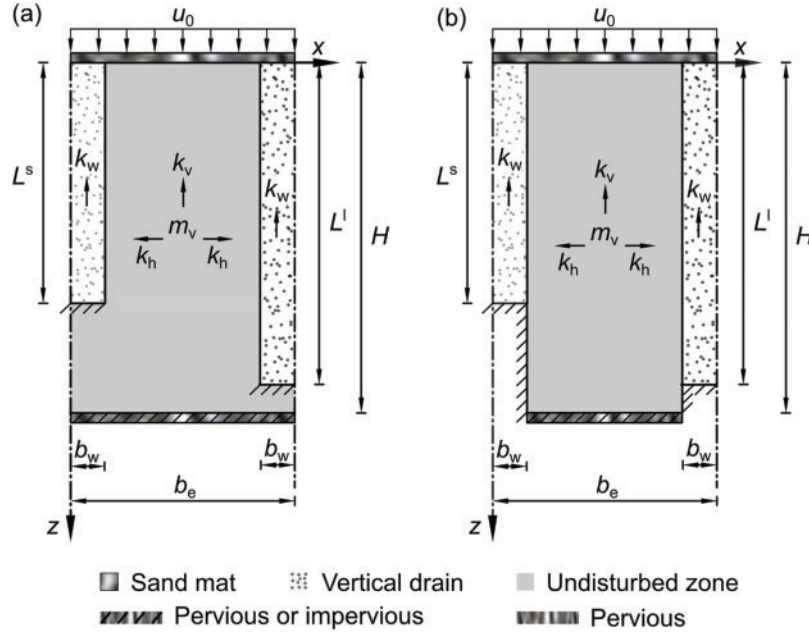 (a)
u0
x
Ls
kw
kv
kw
mv
kh
kh
Ll
H
bw
bw
be
z
(b)
u0
x
Ls
kw
kv
kw
mv
kh
kh
Ll
H
bw
bw
be
z
Sand mat
Vertical drain
Undisturbed zone
Pervious or impervious
Pervious